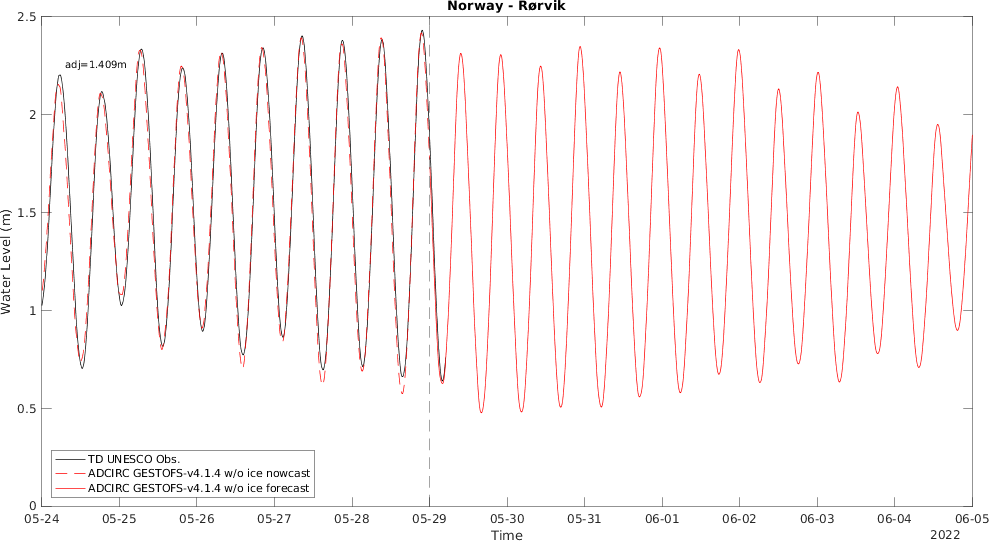 Norway - Rørvik
2.5
adj=1.409m
2
1.5
Water Level (m)
1
0.5
TD UNESCO Obs.
ADCIRC GESTOFS-v4.1.4 w/o ice nowcast
ADCIRC GESTOFS-v4.1.4 w/o ice forecast
0
05-24 05-25 05-26 05-27 05-28 05-29 05-30 05-31 06-01 06-02 06-03 06-04 06-05
Time
2022